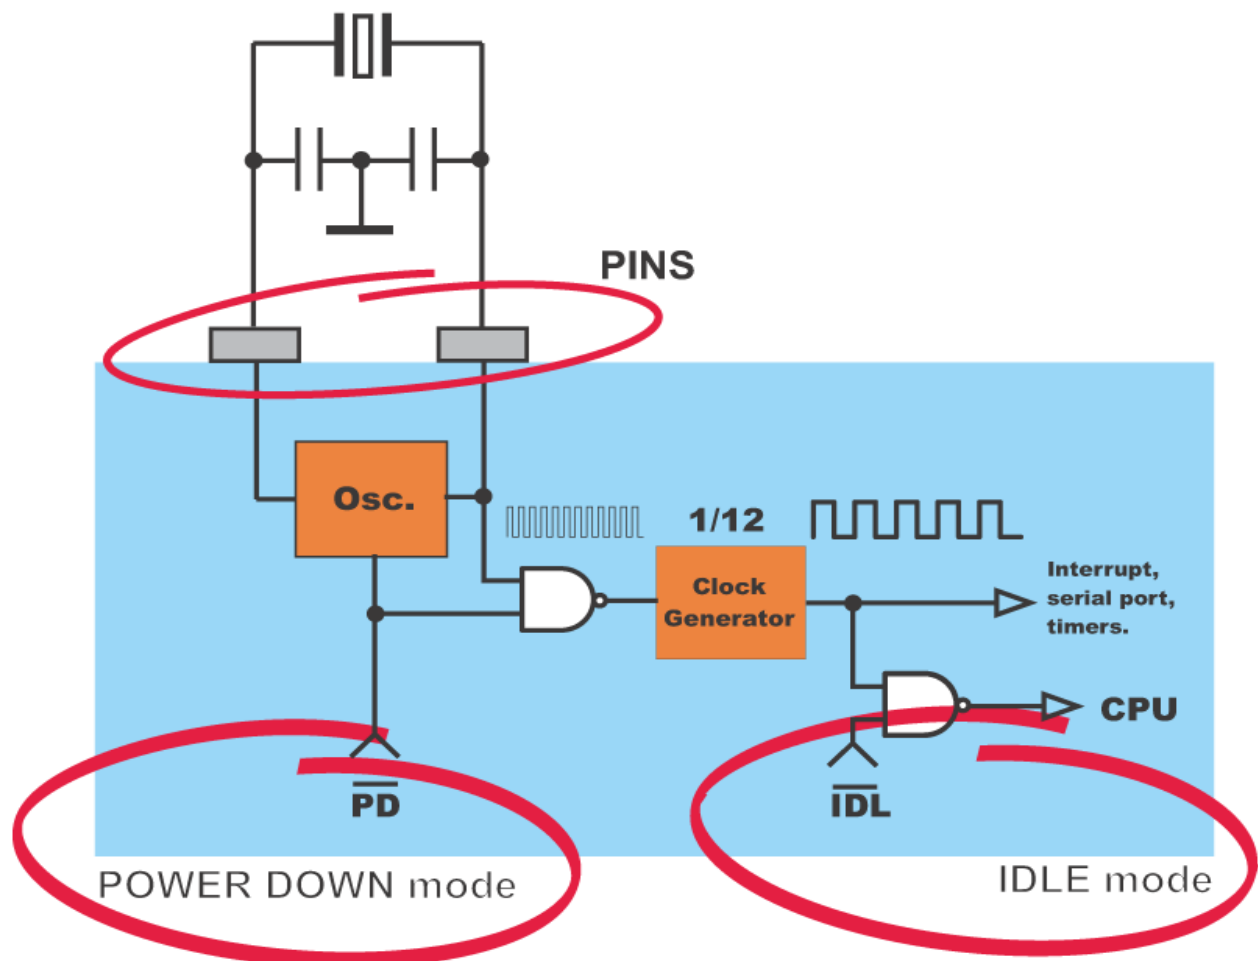 PINS
Osc.
1/12
Clock
Generator
Interrupt,
serial port,
timers.
CPU
PD
IDL
POWER DOWN mode
IDLE mode